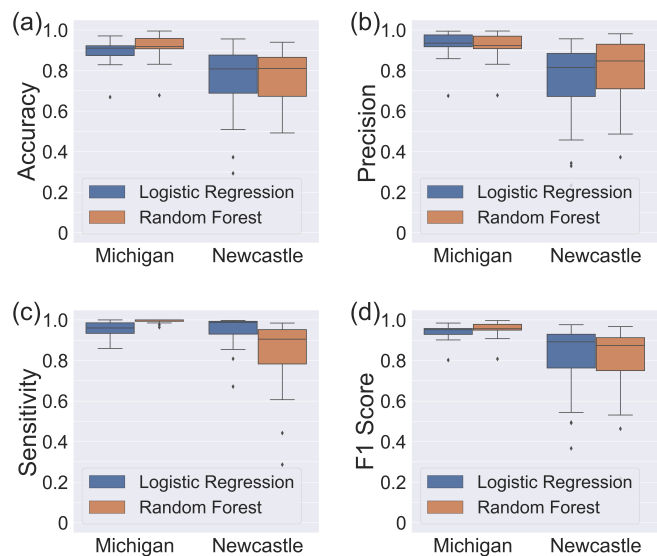 (a)
1.0
0.8
0.6
0.4
0.2
0
Accuracy
Logistic Regression
Random Forest
Michigan Newcastle
(b)
1.0
0.8
0.6
0.4
0.2
0
Precision
Logistic Regression
Random Forest
Michigan Newcastle
(c)
1.0
0.8
0.6
0.4
0.2
0
Sensitivity
Logistic Regression
Random Forest
Michigan Newcastle
(d)
1.0
0.8
0.6
0.4
0.2
0
F1 Score
Logistic Regression
Random Forest
Michigan Newcastle